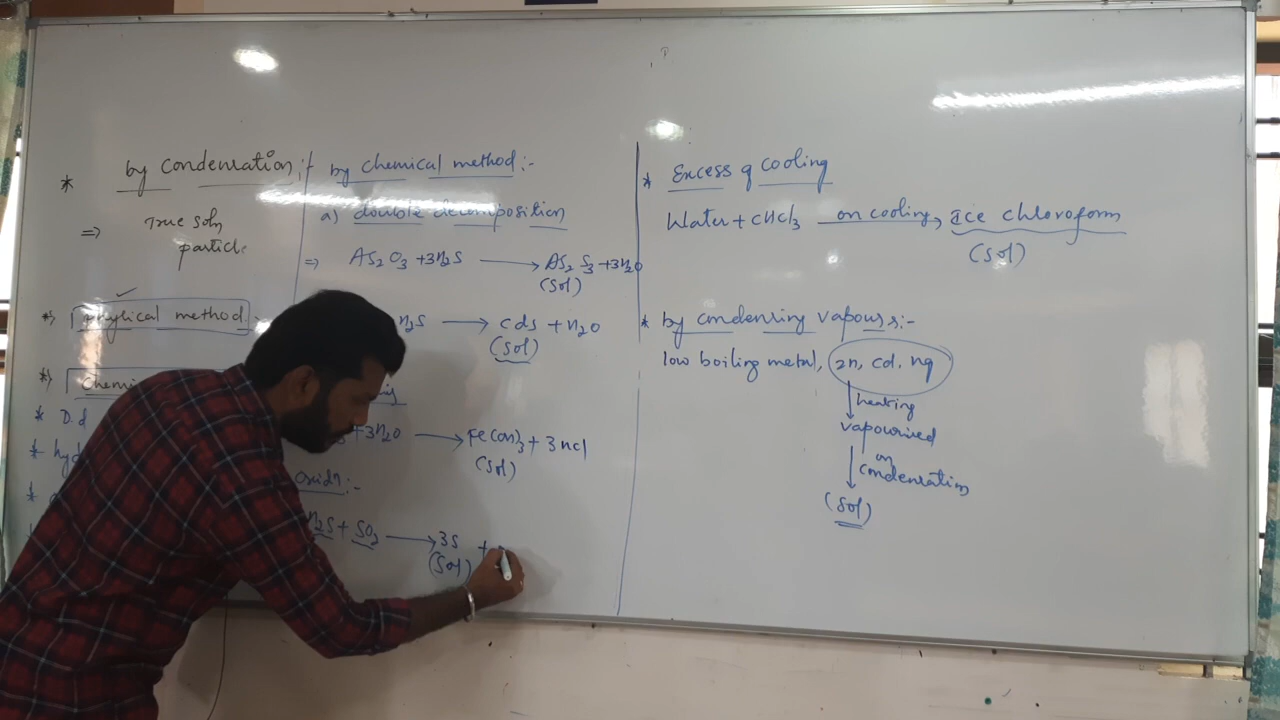 * by condensation:-
⇒ True soln
particle
*⇒ physical method:
*⇒ Chemi
* D.d
* hyd
*
by chemical method:-
a) double decomposition
⇒ AS₂O₃ + 3H₂S ⟶ AS₂S₃ + 3H₂O
(Sol)
H₂S ⟶ cds + H₂O
(Sol)
+ 3H₂O ⟶ Fe(OH)₃ + 3HCl
(Sol)
Oxidn:-
H₂S + SO₂ ⟶ 3S +
(Sol)
* Excess of cooling
Water + CHCl₃ on cooling→ Ice chloroform
(Sol)
* by condensing vapours:-
low boiling metal, Zn, Cd, Hg
↓ heating
vapourised
↓ on condensation
(Sol)